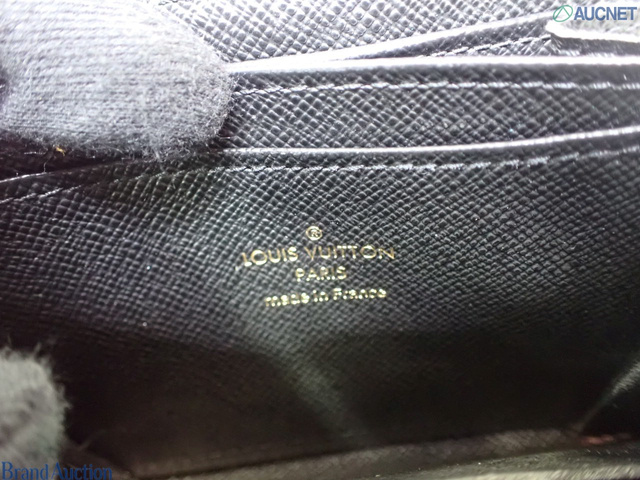 AUCNET
®
LOUIS VUITTON
PARIS
made in France
Brand Auction